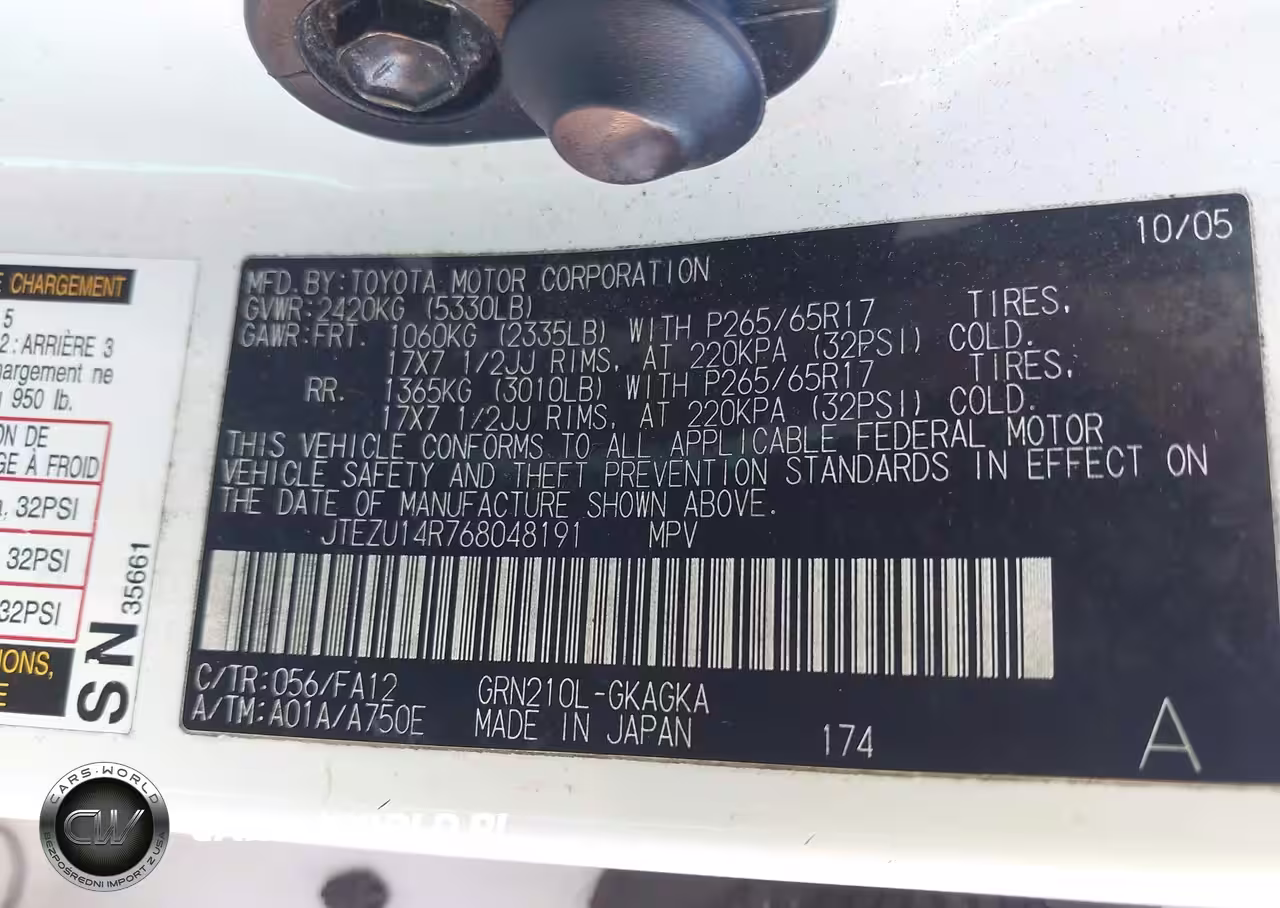 10/05
MFD. BY: TOYOTA MOTOR CORPORATION
GVWR: 2420KG (5330LB)
GAWR: FRT. 1060KG (2335LB) WITH P265/65R17 TIRES,
17X7 1/2JJ RIMS, AT 220KPA (32PSI) COLD.
RR. 1365KG (3010LB) WITH P265/65R17 TIRES,
17X7 1/2JJ RIMS, AT 220KPA (32PSI) COLD.
THIS VEHICLE CONFORMS TO ALL APPLICABLE FEDERAL MOTOR
VEHICLE SAFETY AND THEFT PREVENTION STANDARDS IN EFFECT ON
THE DATE OF MANUFACTURE SHOWN ABOVE.
JTEZU14R768048191 MPV
C/TR: 056/FA12 GRN210L-GKAGKA
A/TM: A01A/A750E MADE IN JAPAN 174 A
CHARGEMENT
5
2: ARRIÈRE 3
ne
950 lb.
DE
À FROID
32PSI
32PSI
32PSI
SN 35661
CARS-WORLD
CW
BEZPOŚREDNI IMPORT Z USA